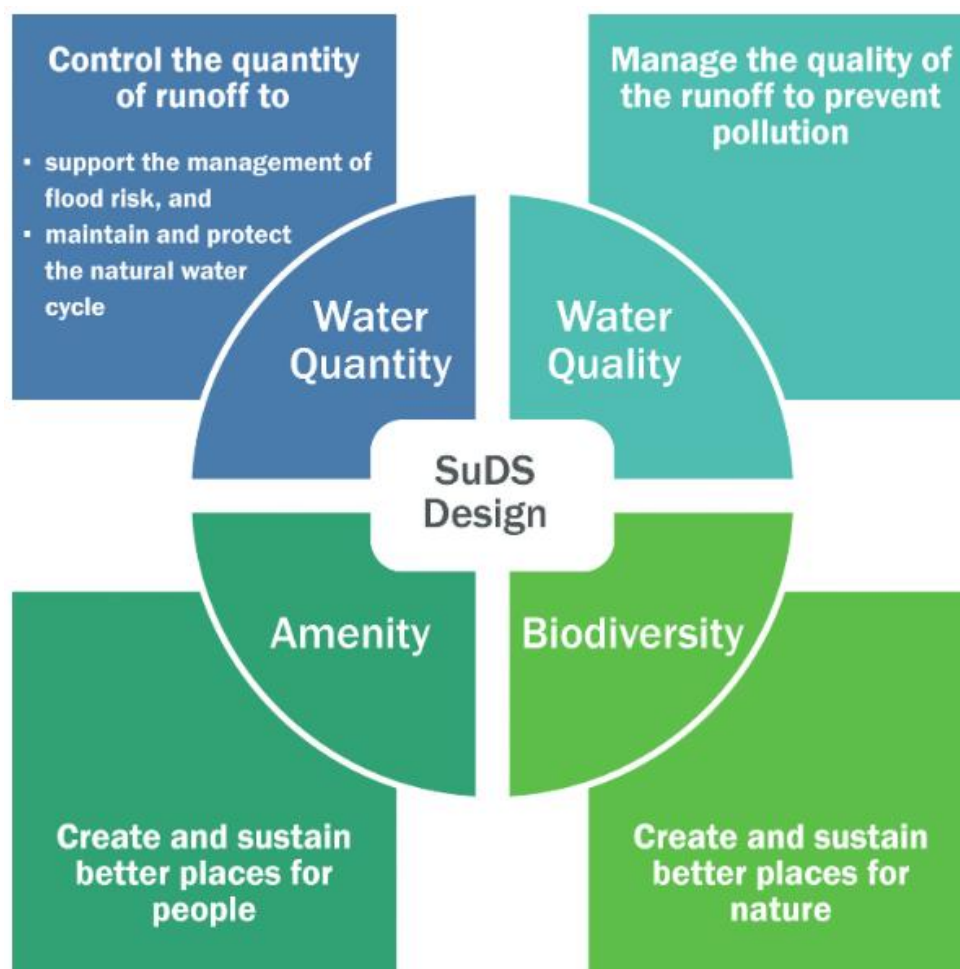 Control the quantity
of runoff to
• support the management of
flood risk, and
• maintain and protect
the natural water
cycle
Manage the quality of
the runoff to prevent
pollution
Water
Quantity
Water
Quality
SuDS
Design
Amenity
Biodiversity
Create and sustain
better places for
people
Create and sustain
better places for
nature